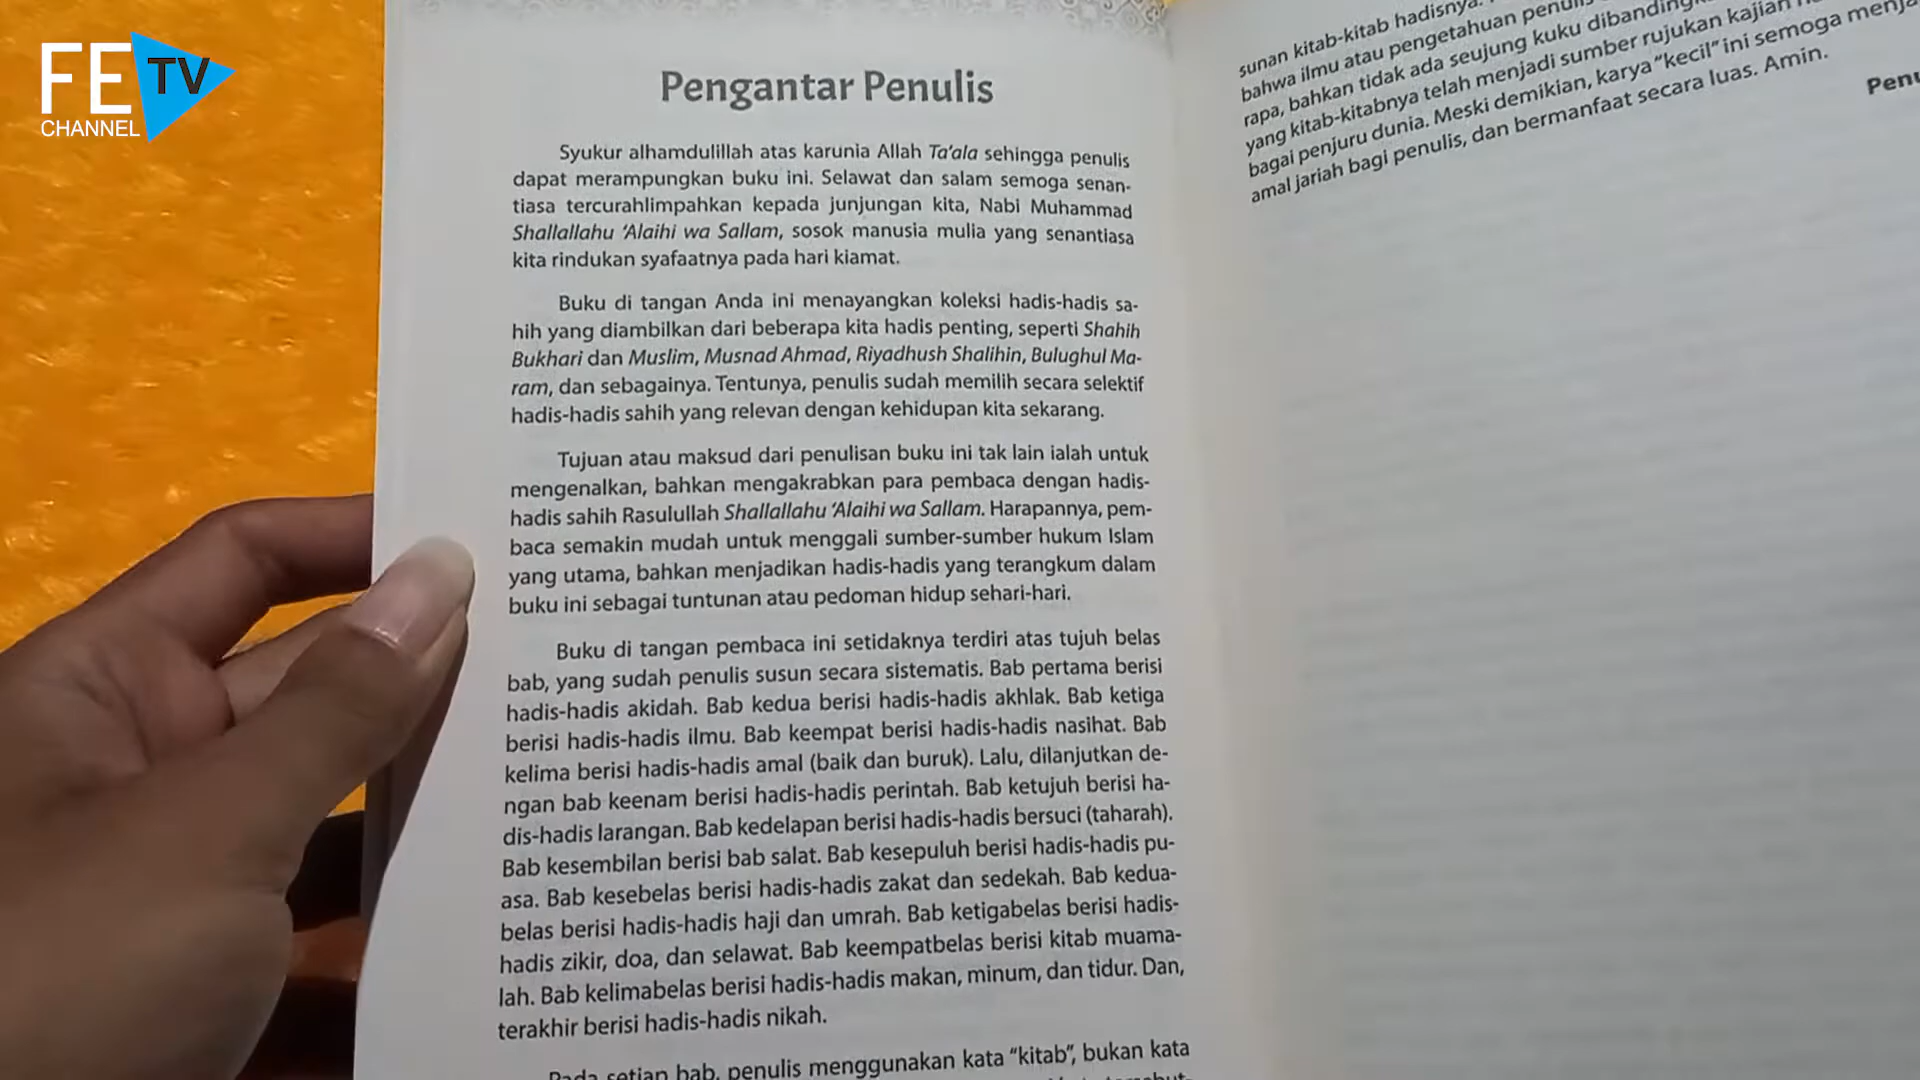 FE TV
CHANNEL
Pengantar Penulis
Syukur alhamdulillah atas karunia Allah Ta'ala sehingga penulis
dapat merampungkan buku ini. Selawat dan salam semoga senan-
tiasa tercurahlimpahkan kepada junjungan kita, Nabi Muhammad
Shallallahu 'Alaihi wa Sallam, sosok manusia mulia yang senantiasa
kita rindukan syafaatnya pada hari kiamat.
Buku di tangan Anda ini menayangkan koleksi hadis-hadis sa-
hih yang diambilkan dari beberapa kita hadis penting, seperti Shahih
Bukhari dan Muslim, Musnad Ahmad, Riyadhush Shalihin, Bulughul Ma-
ram, dan sebagainya. Tentunya, penulis sudah memilih secara selektif
hadis-hadis sahih yang relevan dengan kehidupan kita sekarang.
Tujuan atau maksud dari penulisan buku ini tak lain ialah untuk
mengenalkan, bahkan mengakrabkan para pembaca dengan hadis-
hadis sahih Rasulullah Shallallahu 'Alaihi wa Sallam. Harapannya, pem-
baca semakin mudah untuk menggali sumber-sumber hukum Islam
yang utama, bahkan menjadikan hadis-hadis yang terangkum dalam
buku ini sebagai tuntunan atau pedoman hidup sehari-hari.
Buku di tangan pembaca ini setidaknya terdiri atas tujuh belas
bab, yang sudah penulis susun secara sistematis. Bab pertama berisi
hadis-hadis akidah. Bab kedua berisi hadis-hadis akhlak. Bab ketiga
berisi hadis-hadis ilmu. Bab keempat berisi hadis-hadis nasihat. Bab
kelima berisi hadis-hadis amal (baik dan buruk). Lalu, dilanjutkan de-
ngan bab keenam berisi hadis-hadis perintah. Bab ketujuh berisi ha-
dis-hadis larangan. Bab kedelapan berisi hadis-hadis bersuci (taharah).
Bab kesembilan berisi bab salat. Bab kesepuluh berisi hadis-hadis pu-
asa. Bab kesebelas berisi hadis-hadis zakat dan sedekah. Bab kedua-
belas berisi hadis-hadis haji dan umrah. Bab ketigabelas berisi hadis-
hadis zikir, doa, dan selawat. Bab keempatbelas berisi kitab muama-
lah. Bab kelimabelas berisi hadis-hadis makan, minum, dan tidur. Dan,
terakhir berisi hadis-hadis nikah.
Pada setiap bab, penulis menggunakan kata "kitab", bukan kata
sunan kitab-kitab hadisnya.
bahwa ilmu atau pengetahuan penulis
rapa, bahkan tidak ada seujung kuku dibandingk
yang kitab-kitabnya telah menjadi sumber rujukan kajian
bagai penjuru dunia. Meski demikian, karya "kecil" ini semoga menja
amal jariah bagi penulis, dan bermanfaat secara luas. Amin.
Penu